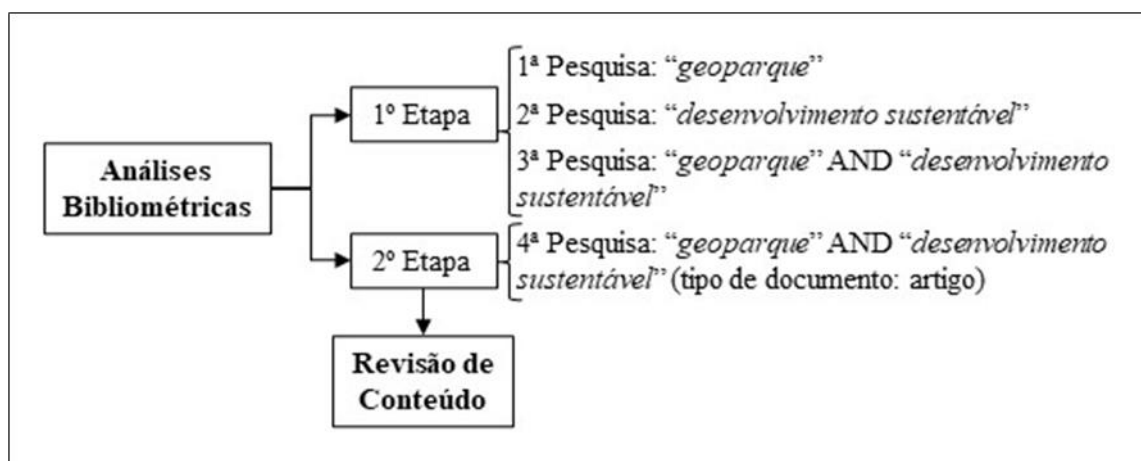 Análises
Bibliométricas
1º Etapa
1ª Pesquisa: “geoparque”
2ª Pesquisa: “desenvolvimento sustentável”
3ª Pesquisa: “geoparque” AND “desenvolvimento
sustentável”
2º Etapa
4ª Pesquisa: “geoparque” AND “desenvolvimento
sustentável” (tipo de documento: artigo)
Revisão de
Conteúdo